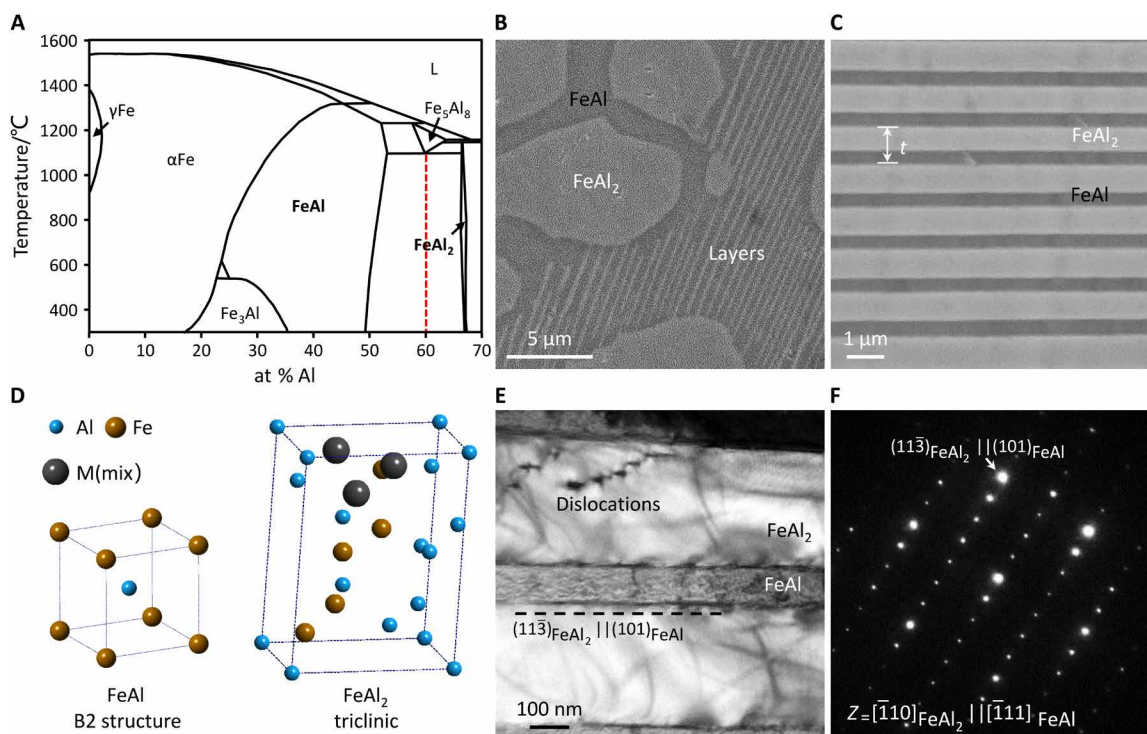 A
Temperature/°C
1600
1400
1200
1000
800
600
400
0
10
20
30
40
50
60
70
at % Al
γFe
αFe
Fe₃Al
FeAl
FeAl₂
Fe₅Al₈
L
B
FeAl
FeAl₂
Layers
5 μm
C
t
FeAl₂
FeAl
1 μm
D
Al
Fe
M(mix)
FeAl
B2 structure
FeAl₂
triclinic
E
Dislocations
FeAl₂
FeAl
(113̅)FeAl₂ ||(101)FeAl
100 nm
F
(113̅)FeAl₂ ||(101)FeAl
Z=[1̅10]FeAl₂ ||[1̅11] FeAl